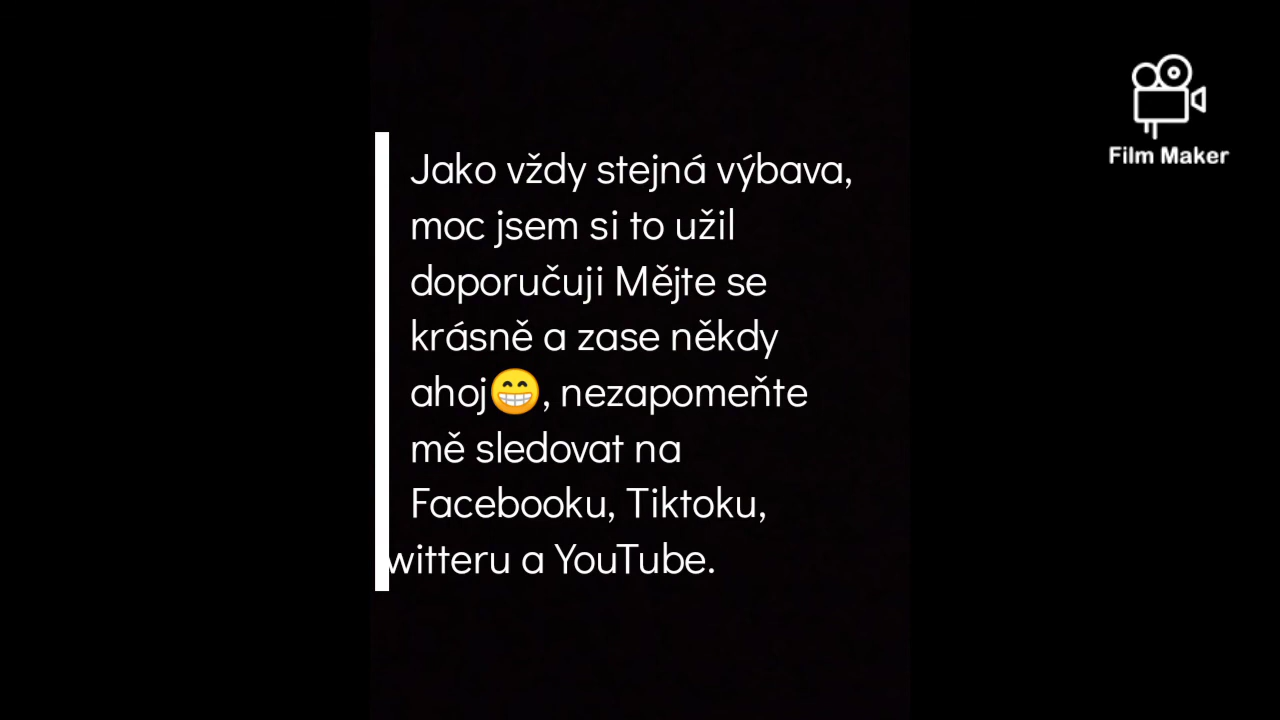 Jako vždy stejná výbava,
moc jsem si to užil
doporučuji Mějte se
krásně a zase někdy
ahoj😁, nezapomeňte
mě sledovat na
Facebooku, Tiktoku,
witteru a YouTube.
Film Maker